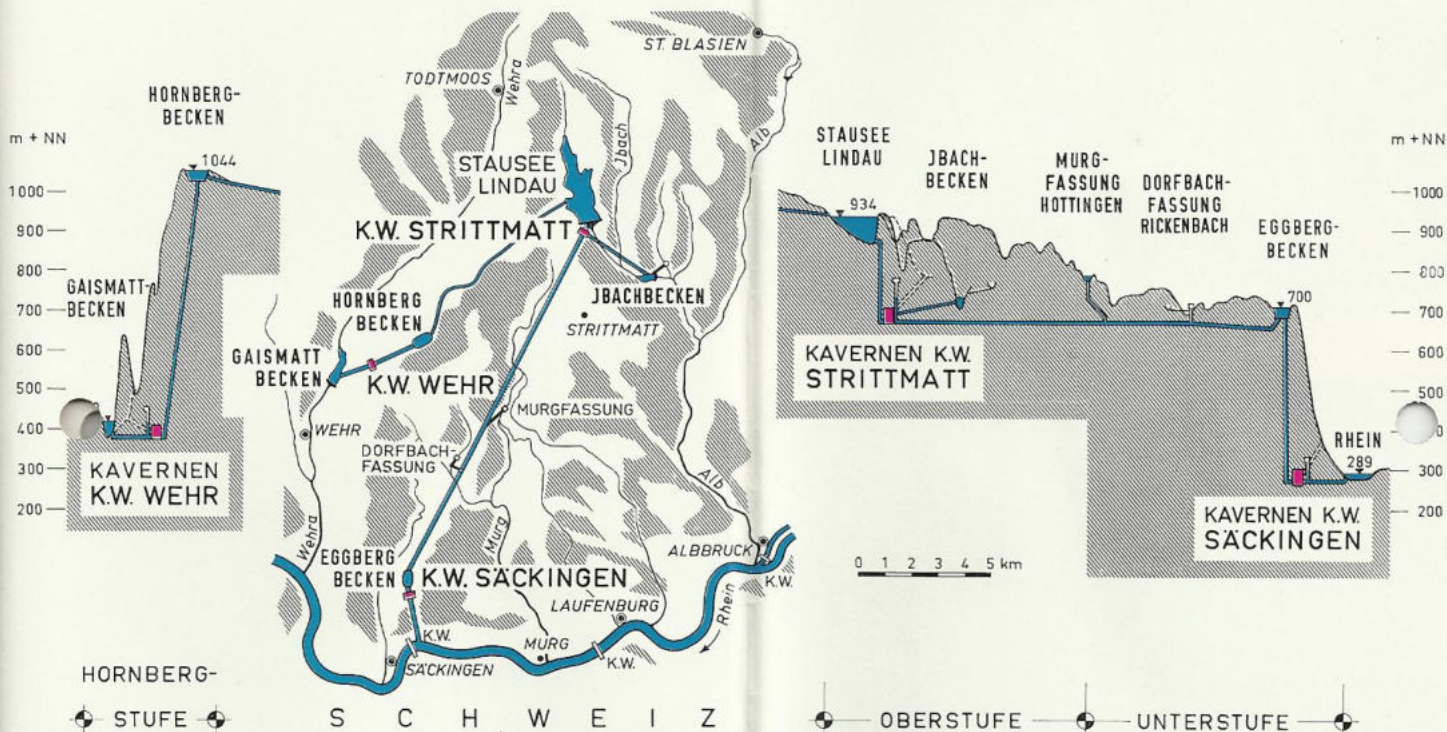 m + NN
HORNBERG-
BECKEN
1044
1000
900
800
700
600
500
400
300
200
GAISMATT-
BECKEN
KAVERNEN
K.W. WEHR
HORNBERG-
STUFE
ST. BLASIEN
TODTMOOS
Wehra
Jbach
Alb
STAUSEE
LINDAU
K.W. STRITTMATT
HORNBERG
BECKEN
JBACHBECKEN
STRITTMATT
GAISMATT
BECKEN
K.W. WEHR
MURGFASSUNG
WEHR
DORFBACH-
FASSUNG
Alb
Wehra
Murg
EGGBERG
BECKEN
K.W. SÄCKINGEN
ALBBRUCK
K.W.
LAUFENBURG
Rhein
K.W.
MURG
K.W.
SÄCKINGEN
SCHWEIZ
STAUSEE
LINDAU
JBACH-
BECKEN
MURG-
FASSUNG
HOTTINGEN
DORFBACH-
FASSUNG
RICKENBACH
EGGBERG-
BECKEN
m + NN
934
700
1000
900
800
700
600
500
300
200
KAVERNEN K.W.
STRITTMATT
RHEIN
289
KAVERNEN K.W.
SÄCKINGEN
0 1 2 3 4 5 km
OBERSTUFE
UNTERSTUFE